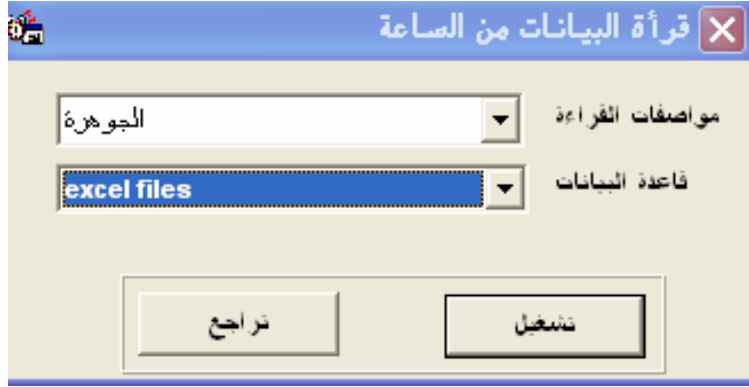 قرأة البيانات من الساعة
مواصفات القراءة
الجوهرة
قاعدة البيانات
excel files
تشغيل
تراجع